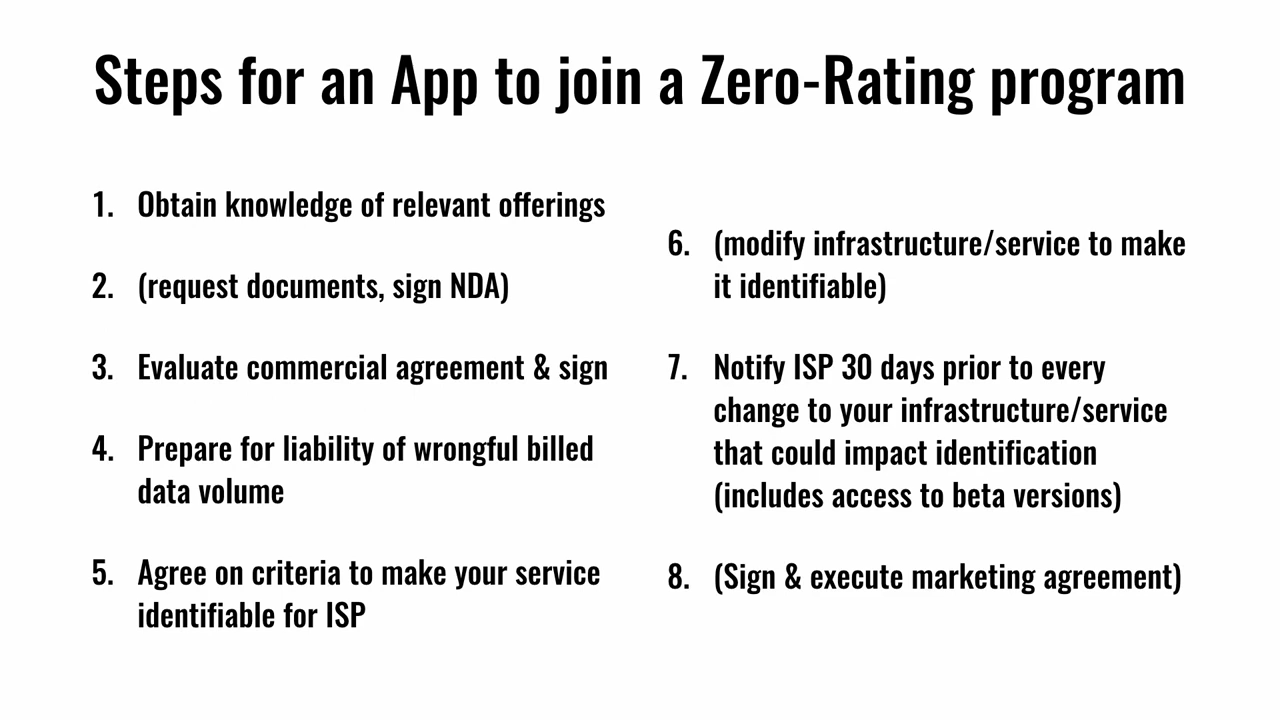 Steps for an App to join a Zero-Rating program
1. Obtain knowledge of relevant offerings
2. (request documents, sign NDA)
3. Evaluate commercial agreement & sign
4. Prepare for liability of wrongful billed
data volume
5. Agree on criteria to make your service
identifiable for ISP
6. (modify infrastructure/service to make
it identifiable)
7. Notify ISP 30 days prior to every
change to your infrastructure/service
that could impact identification
(includes access to beta versions)
8. (Sign & execute marketing agreement)